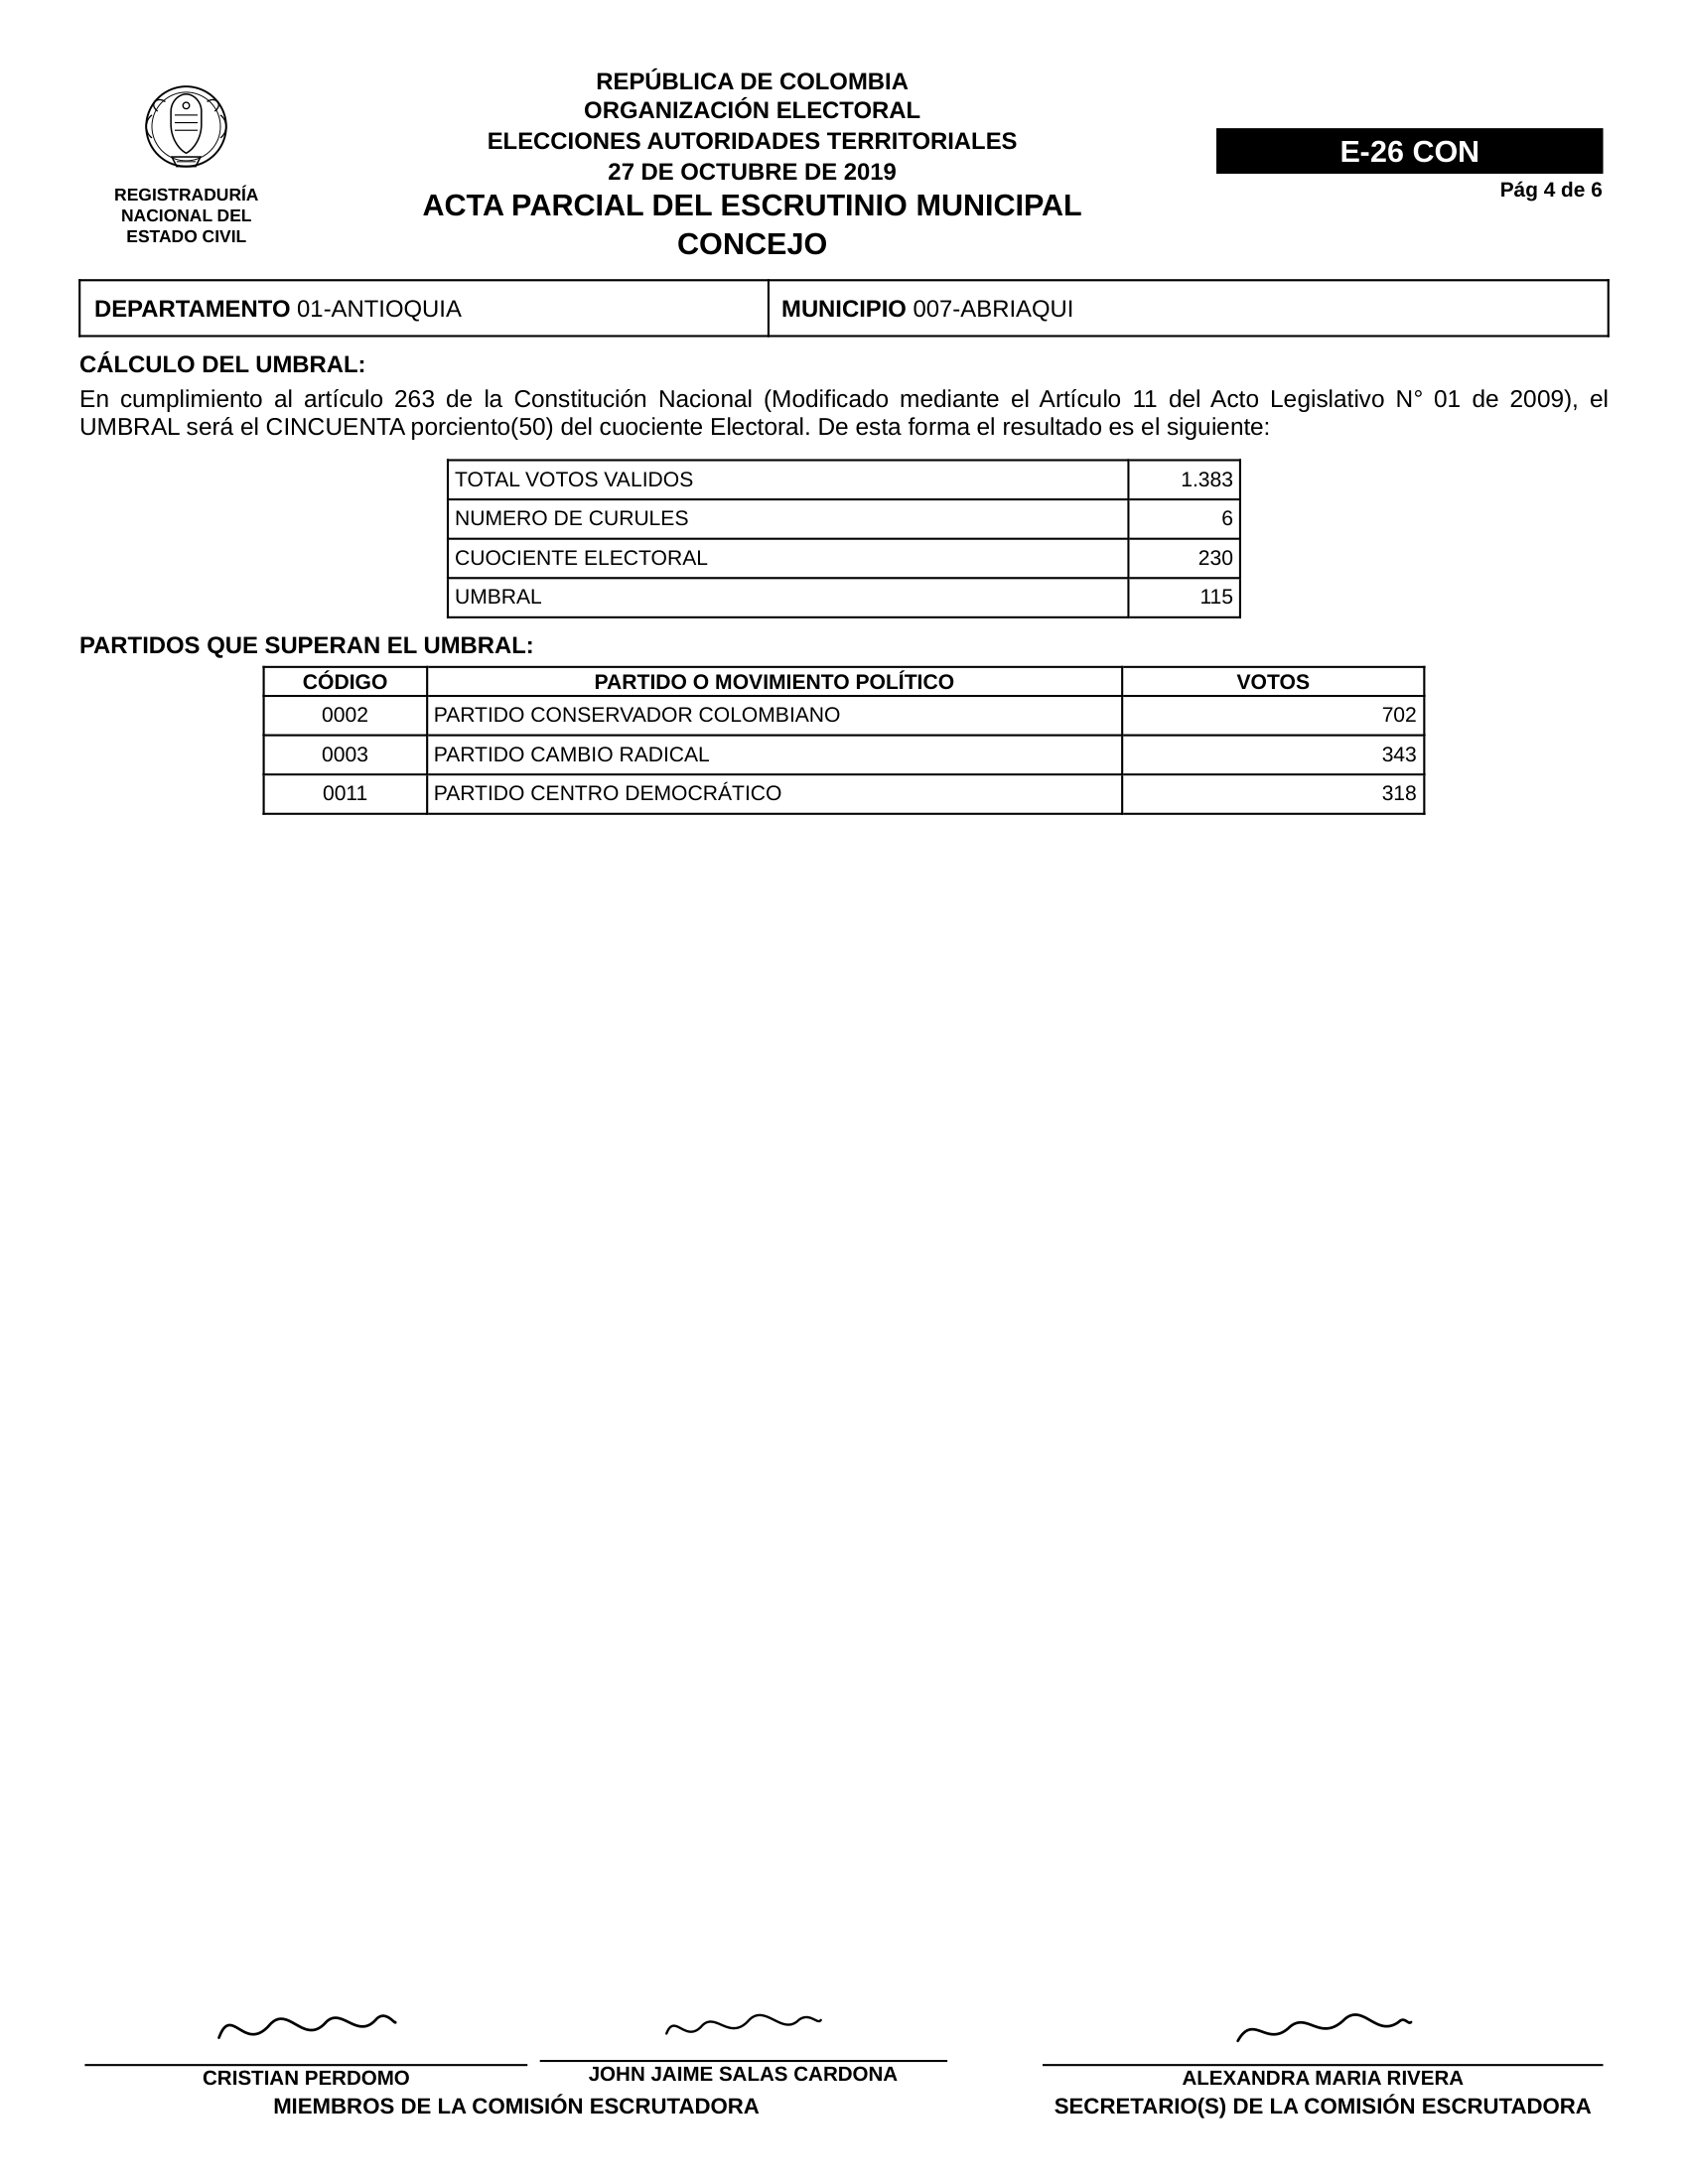 REGISTRADURÍA
NACIONAL DEL
ESTADO CIVIL
REPÚBLICA DE COLOMBIA
ORGANIZACIÓN ELECTORAL
ELECCIONES AUTORIDADES TERRITORIALES
27 DE OCTUBRE DE 2019
ACTA PARCIAL DEL ESCRUTINIO MUNICIPAL
CONCEJO
E-26 CON
Pág 4 de 6
DEPARTAMENTO 01-ANTIOQUIA MUNICIPIO 007-ABRIAQUI
CÁLCULO DEL UMBRAL:
En cumplimiento al artículo 263 de la Constitución Nacional (Modificado mediante el Artículo 11 del Acto Legislativo N° 01 de 2009), el
UMBRAL será el CINCUENTA porciento(50) del cuociente Electoral. De esta forma el resultado es el siguiente:
TOTAL VOTOS VALIDOS 1.383
NUMERO DE CURULES 6
CUOCIENTE ELECTORAL 230
UMBRAL 115
PARTIDOS QUE SUPERAN EL UMBRAL:
CÓDIGO PARTIDO O MOVIMIENTO POLÍTICO VOTOS
0002 PARTIDO CONSERVADOR COLOMBIANO 702
0003 PARTIDO CAMBIO RADICAL 343
0011 PARTIDO CENTRO DEMOCRÁTICO 318
CRISTIAN PERDOMO JOHN JAIME SALAS CARDONA ALEXANDRA MARIA RIVERA
MIEMBROS DE LA COMISIÓN ESCRUTADORA SECRETARIO(S) DE LA COMISIÓN ESCRUTADORA